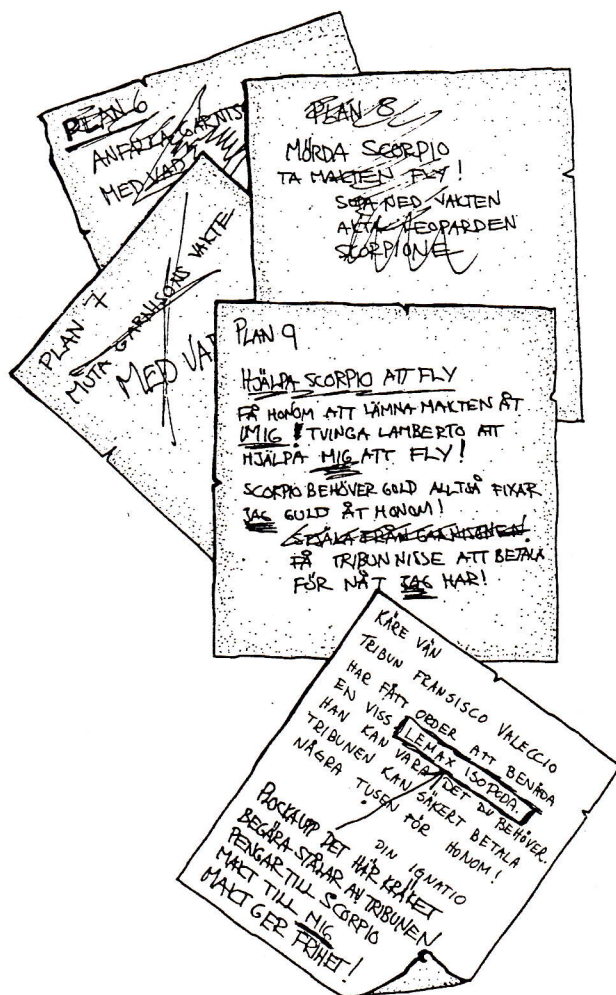 PLAN 6
ANFALLA GARNIS
MED VAD
PLAN 7
MUTA GARNISONS VAKTE
MED VAD
PLAN 8
MÖRDA SCORPIO
TA MAKTEN FLY!
NED VAKTEN
AKTA LEOPARDEN
SCORPIONE
PLAN 9
HJÄLPA SCORPIO ATT FLY
FÅ HONOM ATT LÄMNA MAKTEN ÅT
MIG! TVINGA LAMBERTO ATT
HJÄLPA MIG ATT FLY!
SCORPIO BEHÖVER GULD ALLTSÅ FIXAR
JAG GULD ÅT HONOM!
STJÄLA FRÅN GARNISONEN!
FÅ TRIBUN NISSE ATT BETALA
FÖR NÅT JAG HAR!
KÄRE VÄN
TRIBUN FRANSISCO VALECCIO
HAR FÅTT ORDER ATT BENÅDA
EN VISS LEMAX ISOPODA.
HAN KAN VARA DET DU BEHÖVER.
TRIBUNEN KAN SÄKERT BETALA
NÅGRA TUSEN FÖR HONOM!
DIN IGNATIO
PLOCKA UPP DET HÄR KRÄKET
BEGÄRA STÅLAR AV TRIBUNEN
PENGAR TILL SCORPIO
MAKT TILL MIG
MAKT GER FRIHET!